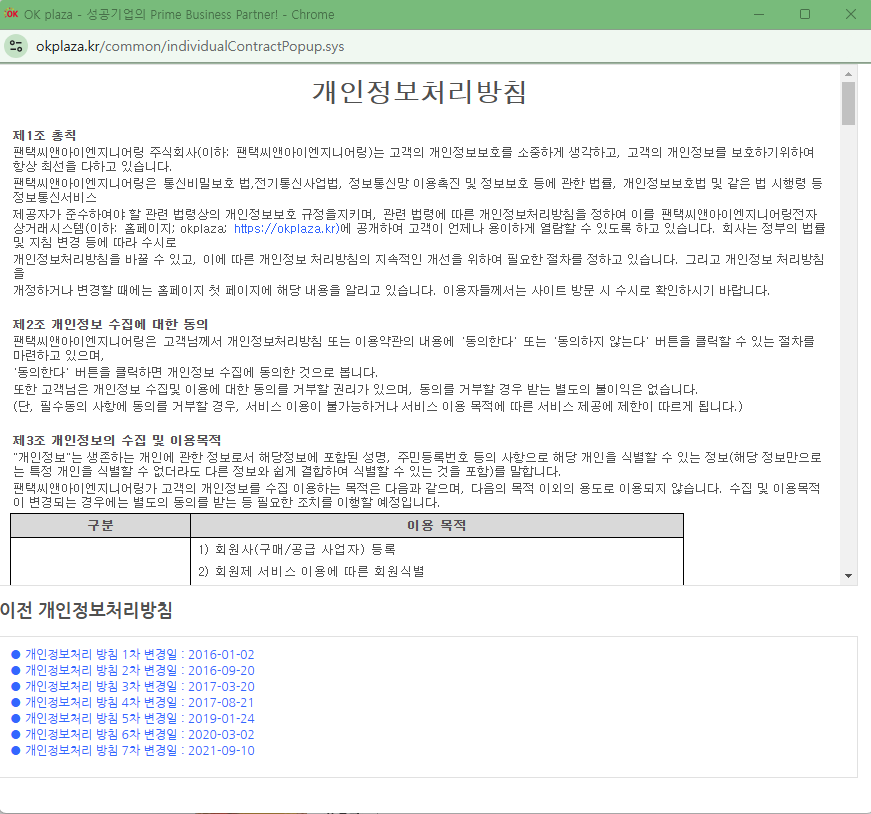 OK plaza - 성공기업의 Prime Business Partner! - Chrome
okplaza.kr/common/individualContractPopup.sys
개인정보처리방침
제1조 총칙
팬택씨앤아이엔지니어링 주식회사(이하: 팬택씨앤아이엔지니어링)는 고객의 개인정보보호를 소중하게 생각하고, 고객의 개인정보를 보호하기위하여
항상 최선을 다하고 있습니다.
팬택씨앤아이엔지니어링은 통신비밀보호 법,전기통신사업법, 정보통신망 이용촉진 및 정보보호 등에 관한 법률, 개인정보보호법 및 같은 법 시행령 등
정보통신서비스
제공자가 준수하여야 할 관련 법령상의 개인정보보호 규정을지키며, 관련 법령에 따른 개인정보처리방침을 정하여 이를 팬택씨앤아이엔지니어링전자
상거래시스템(이하: 홈페이지; okplaza; https://okplaza.kr)에 공개하여 고객이 언제나 용이하게 열람할 수 있도록 하고 있습니다. 회사는 정부의 법률
및 지침 변경 등에 따라 수시로
개인정보처리방침을 바꿀 수 있고, 이에 따른 개인정보 처리방침의 지속적인 개선을 위하여 필요한 절차를 정하고 있습니다. 그리고 개인정보 처리방침
을
개정하거나 변경할 때에는 홈페이지 첫 페이지에 해당 내용을 알리고 있습니다. 이용자들께서는 사이트 방문 시 수시로 확인하시기 바랍니다.
제2조 개인정보 수집에 대한 동의
팬택씨앤아이엔지니어링은 고객님께서 개인정보처리방침 또는 이용약관의 내용에 '동의한다' 또는 '동의하지 않는다' 버튼을 클릭할 수 있는 절차를
마련하고 있으며,
'동의한다' 버튼을 클릭하면 개인정보 수집에 동의한 것으로 봅니다.
또한 고객님은 개인정보 수집및 이용에 대한 동의를 거부할 권리가 있으며, 동의를 거부할 경우 받는 별도의 불이익은 없습니다.
(단, 필수동의 사항에 동의를 거부할 경우, 서비스 이용이 불가능하거나 서비스 이용 목적에 따른 서비스 제공에 제한이 따르게 됩니다.)
제3조 개인정보의 수집 및 이용목적
"개인정보"는 생존하는 개인에 관한 정보로서 해당정보에 포함된 성명, 주민등록번호 등의 사항으로 해당 개인을 식별할 수 있는 정보(해당 정보만으로
는 특정 개인을 식별할 수 없더라도 다른 정보와 쉽게 결합하여 식별할 수 있는 것을 포함)를 말합니다.
팬택씨앤아이엔지니어링가 고객의 개인정보를 수집 이용하는 목적은 다음과 같으며, 다음의 목적 이외의 용도로 이용되지 않습니다. 수집 및 이용목적
이 변경되는 경우에는 별도의 동의를 받는 등 필요한 조치를 이행할 예정입니다.
구분 이용 목적
1) 회원사(구매/공급 사업자) 등록
2) 회원제 서비스 이용에 따른 회원식별
이전 개인정보처리방침
● 개인정보처리 방침 1차 변경일 : 2016-01-02
● 개인정보처리 방침 2차 변경일 : 2016-09-20
● 개인정보처리 방침 3차 변경일 : 2017-03-20
● 개인정보처리 방침 4차 변경일 : 2017-08-21
● 개인정보처리 방침 5차 변경일 : 2019-01-24
● 개인정보처리 방침 6차 변경일 : 2020-03-02
● 개인정보처리 방침 7차 변경일 : 2021-09-10